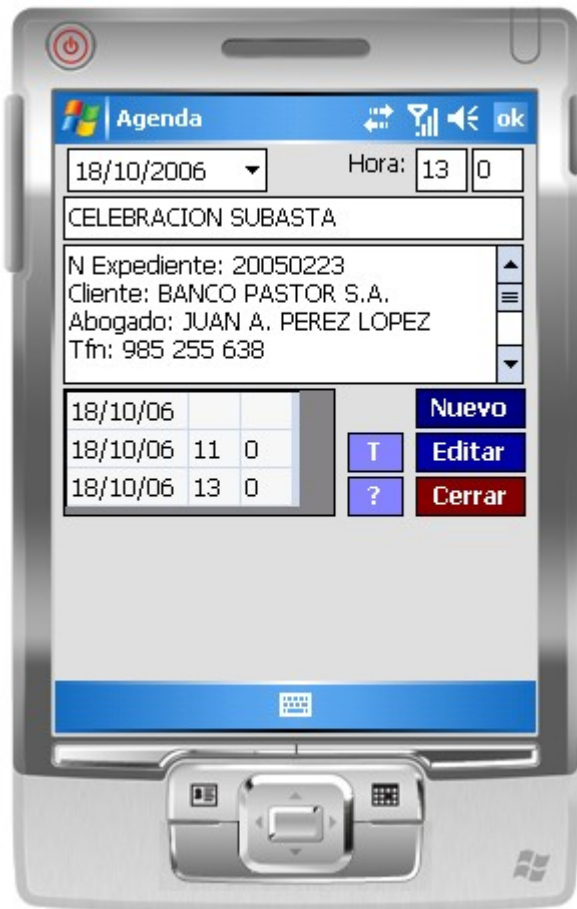 Agenda
ok
18/10/2006
Hora: 13 0
CELEBRACION SUBASTA
N Expediente: 20050223
Cliente: BANCO PASTOR S.A.
Abogado: JUAN A. PEREZ LOPEZ
Tfn: 985 255 638
18/10/06
18/10/06 11 0
18/10/06 13 0
Nuevo
T Editar
? Cerrar